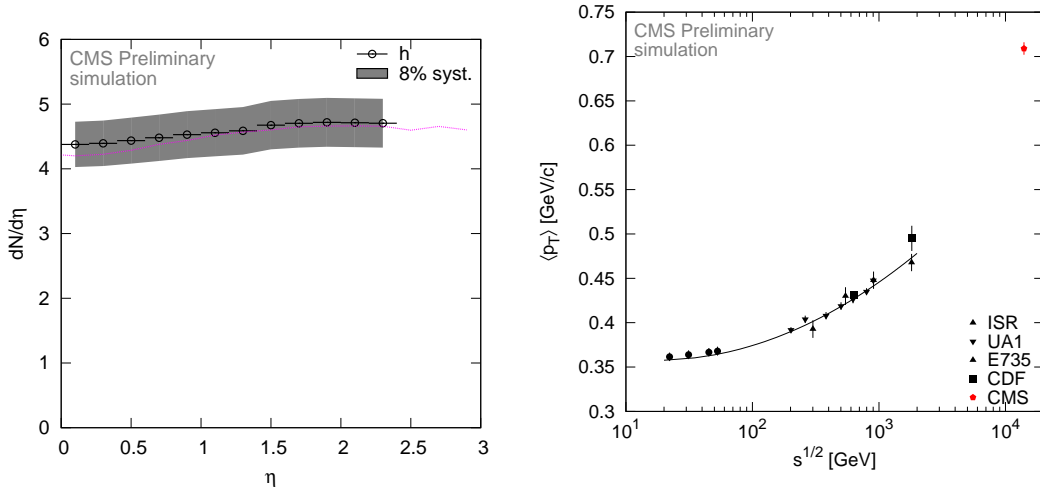 CMS Preliminary
simulation
h
8% syst.
dN/dη
6
5
4
3
2
1
0
0 0.5 1 1.5 2 2.5 3
η
CMS Preliminary
simulation
⟨p_T⟩ [GeV/c]
0.75
0.7
0.65
0.6
0.55
0.5
0.45
0.4
0.35
0.3
ISR
UA1
E735
CDF
CMS
10^1 10^2 10^3 10^4
s^{1/2} [GeV]